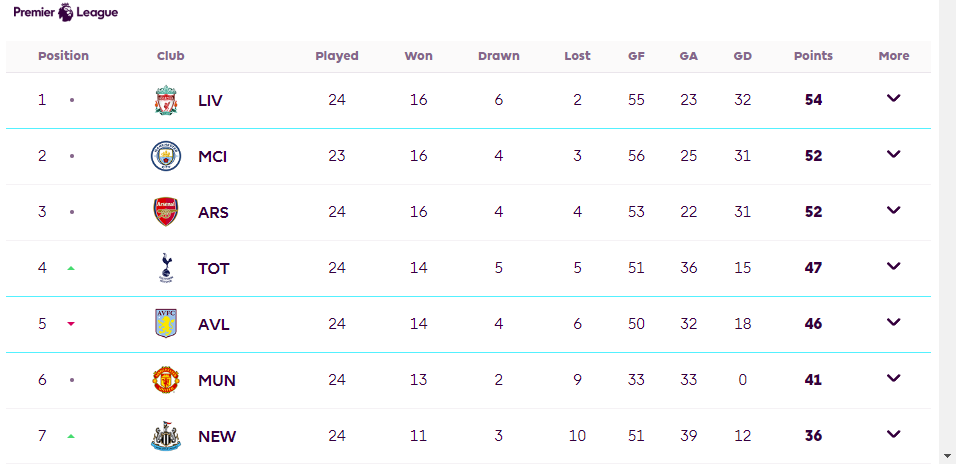 Premier League
Position Club Played Won Drawn Lost GF GA GD Points More
1 LIV 24 16 6 2 55 23 32 54
2 MCI 23 16 4 3 56 25 31 52
3 ARS 24 16 4 4 53 22 31 52
4 TOT 24 14 5 5 51 36 15 47
5 AVL 24 14 4 6 50 32 18 46
6 MUN 24 13 2 9 33 33 0 41
7 NEW 24 11 3 10 51 39 12 36